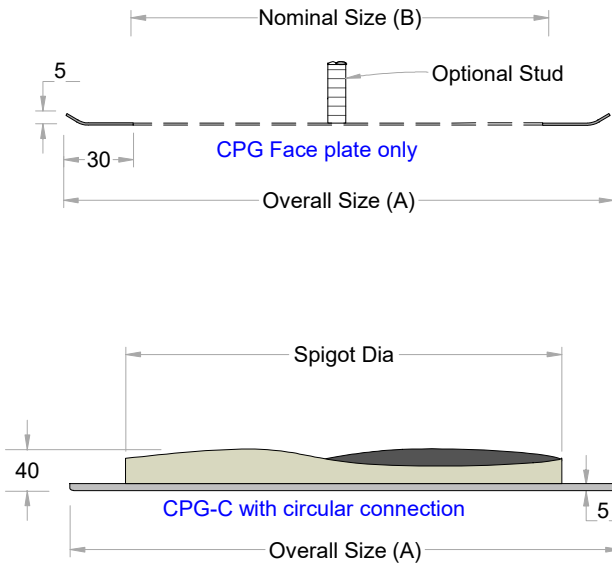 Nominal Size (B)
5
Optional Stud
CPG Face plate only
30
Overall Size (A)
Spigot Dia
40
CPG-C with circular connection
5
Overall Size (A)